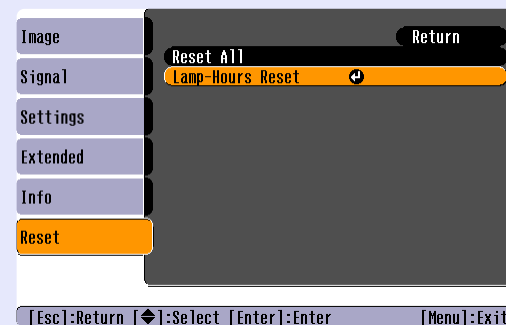 Image
Signal
Settings
Extended
Info
Reset
Return
Reset All
Lamp-Hours Reset
[Esc]:Return []:Select [Enter]:Enter [Menu]:Exit